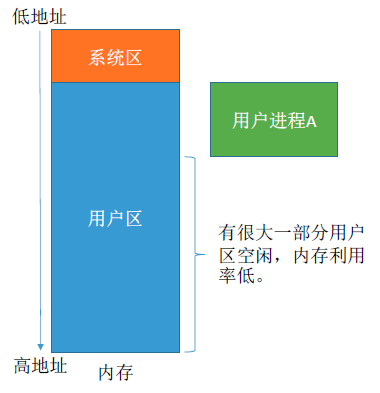 低地址
系统区
用户进程A
用户区
有很大一部分用户
区空闲，内存利用
率低。
高地址
内存